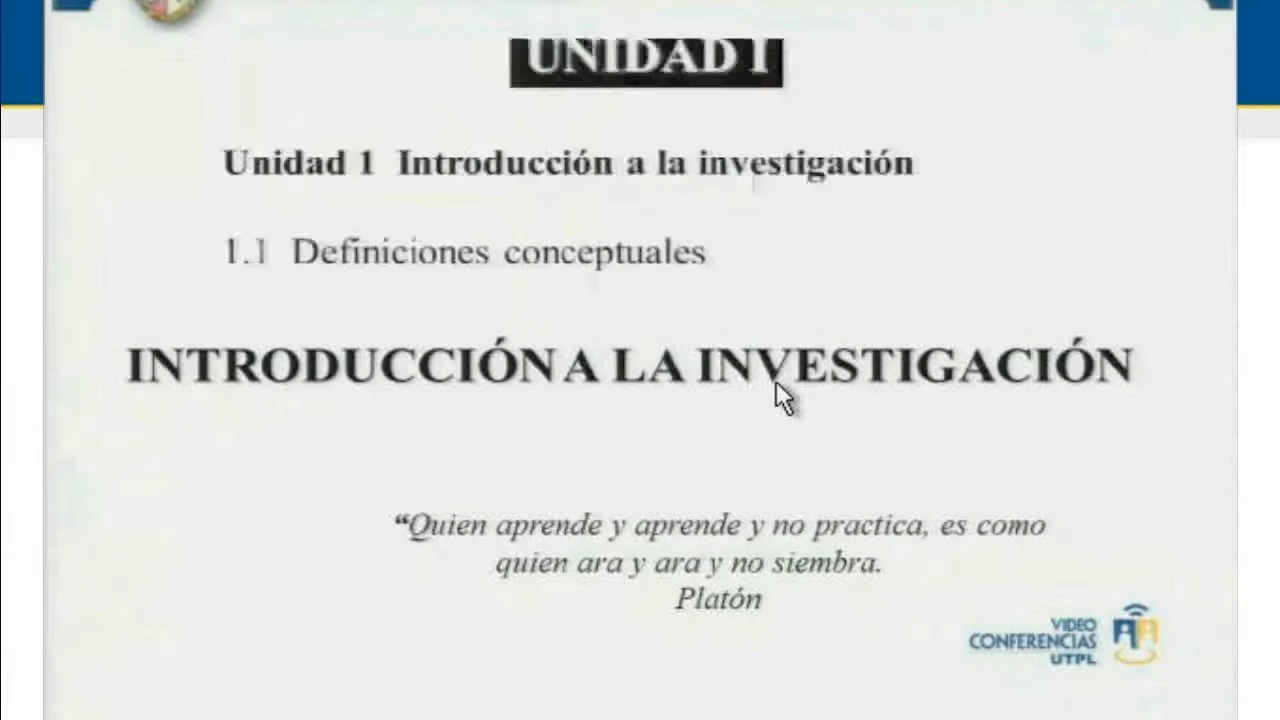 UNIDAD I
Unidad 1 Introducción a la investigación
1.1 Definiciones conceptuales
INTRODUCCIÓN A LA INVESTIGACIÓN
“Quien aprende y aprende y no practica, es como
quien ara y ara y no siembra.
Platón
VIDEO
CONFERENCIAS
UTPL